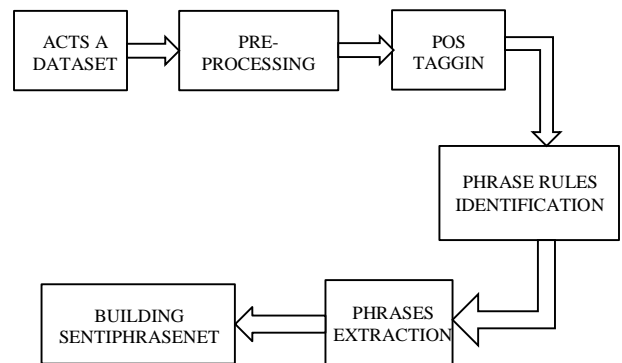 ACTS A
DATASET
PRE-
PROCESSING
POS
TAGGIN
PHRASE RULES
IDENTIFICATION
PHRASES
EXTRACTION
BUILDING
SENTIPHRASENET